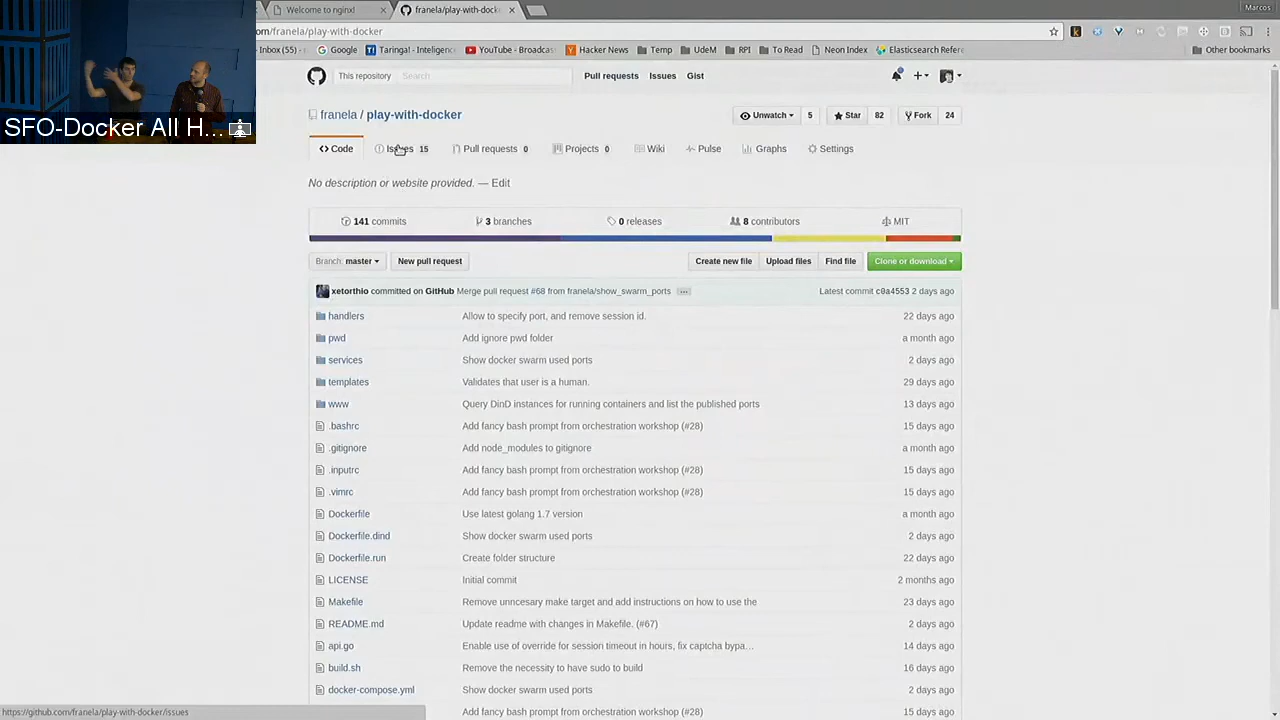 Welcome to nginx!
franela/play-with-docke
Marcos
om/franela/play-with-docker
Inbox (55)
Google
Taringa! - Inteligenc
YouTube - Broadcas
Hacker News
Temp
UdeM
RPI
To Read
Neon Index
Elasticsearch Refere
Other bookmarks
SFO-Docker All H...
This repository
Search
Pull requests
Issues
Gist
franela / play-with-docker
Unwatch
5
Star
82
Fork
24
Code
Issues 15
Pull requests 0
Projects 0
Wiki
Pulse
Graphs
Settings
No description or website provided. — Edit
141 commits
3 branches
0 releases
8 contributors
MIT
Branch: master
New pull request
Create new file
Upload files
Find file
Clone or download
xetorthio committed on GitHub Merge pull request #68 from franela/show_swarm_ports ...
Latest commit c0a4553 2 days ago
handlers Allow to specify port, and remove session id. 22 days ago
pwd Add ignore pwd folder a month ago
services Show docker swarm used ports 2 days ago
templates Validates that user is a human. 29 days ago
www Query DinD instances for running containers and list the published ports 13 days ago
.bashrc Add fancy bash prompt from orchestration workshop (#28) 15 days ago
.gitignore Add node_modules to gitignore a month ago
.inputrc Add fancy bash prompt from orchestration workshop (#28) 15 days ago
.vimrc Add fancy bash prompt from orchestration workshop (#28) 15 days ago
Dockerfile Use latest golang 1.7 version a month ago
Dockerfile.dind Show docker swarm used ports 2 days ago
Dockerfile.run Create folder structure 22 days ago
LICENSE Initial commit 2 months ago
Makefile Remove unncesary make target and add instructions on how to use the 23 days ago
README.md Update readme with changes in Makefile. (#67) 2 days ago
api.go Enable use of override for session timeout in hours, fix captcha bypa... 14 days ago
build.sh Remove the necessity to have sudo to build 16 days ago
docker-compose.yml Show docker swarm used ports 2 days ago
Add fancy bash prompt from orchestration workshop (#28) 15 days ago
https://github.com/franela/play-with-docker/issues